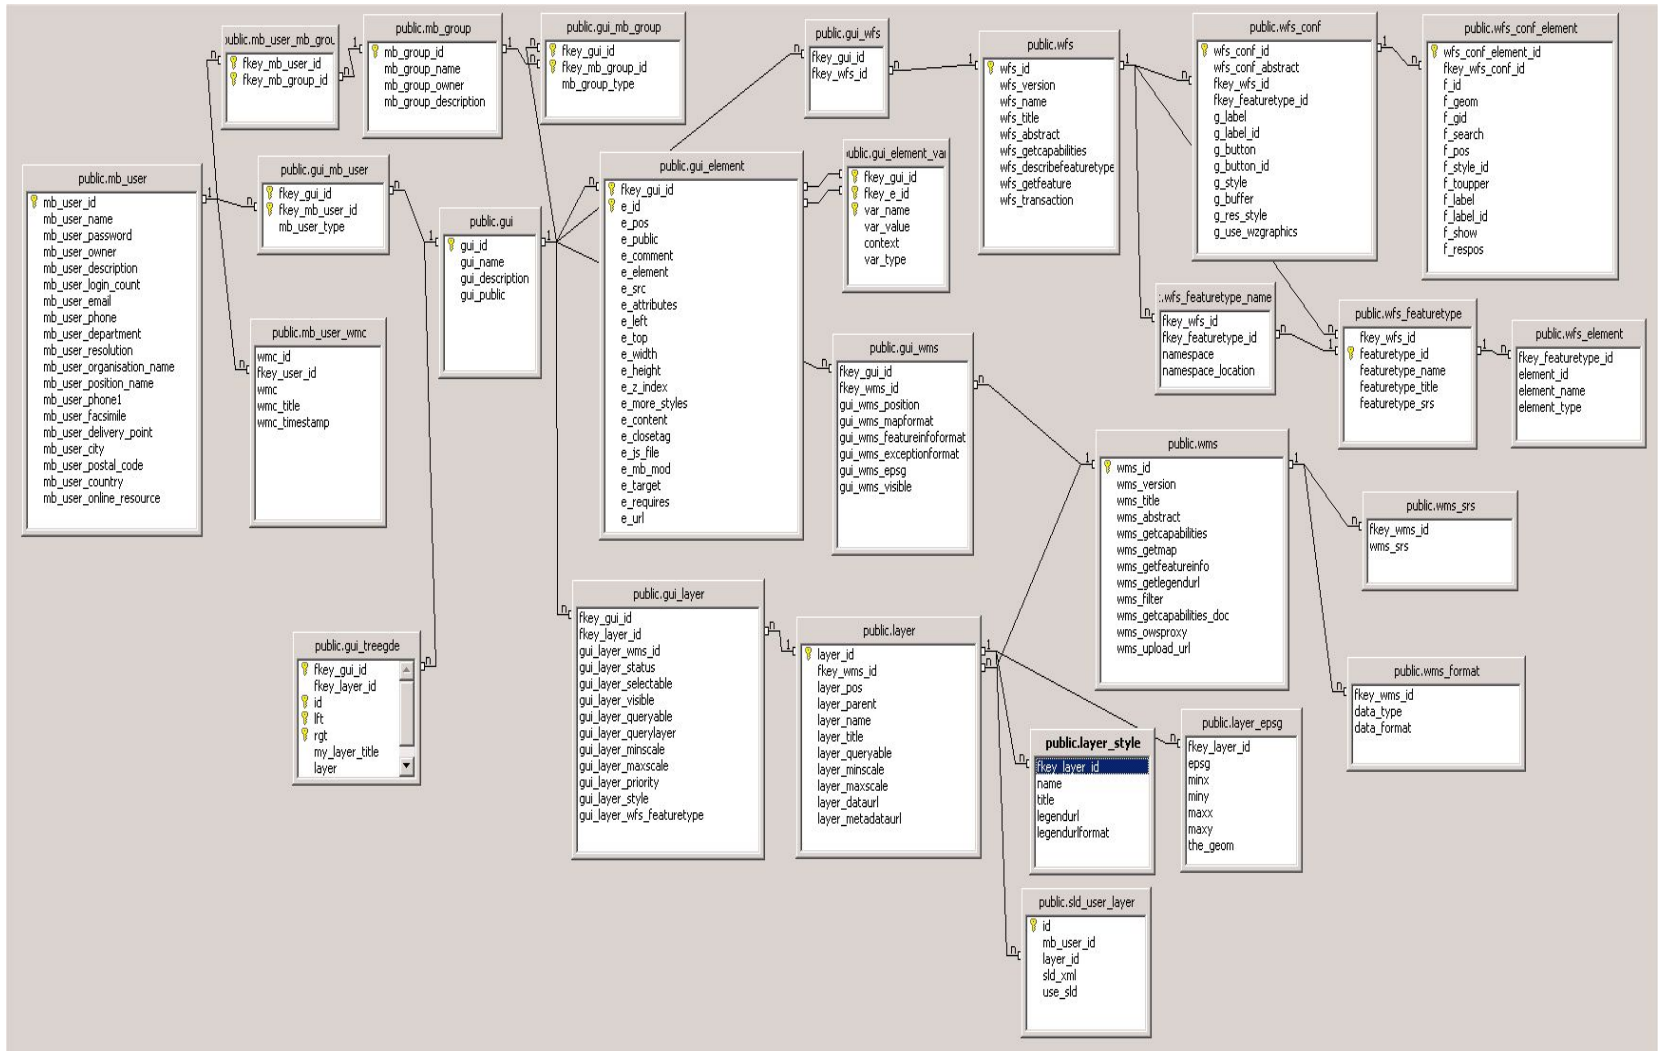 public.mb_user_mb_grou
fkey_mb_user_id
fkey_mb_group_id
public.mb_group
mb_group_id
mb_group_name
mb_group_owner
mb_group_description
public.gui_mb_group
fkey_gui_id
fkey_mb_group_id
mb_group_type
public.gui_wfs
fkey_gui_id
fkey_wfs_id
public.wfs
wfs_id
wfs_version
wfs_name
wfs_title
wfs_abstract
wfs_getcapabilities
wfs_describefeaturetype
wfs_getfeature
wfs_transaction
public.wfs_conf
wfs_conf_id
wfs_conf_abstract
fkey_wfs_id
fkey_featuretype_id
g_label
g_label_id
g_button
g_button_id
g_style
g_buffer
g_res_style
g_use_wzgraphics
public.wfs_conf_element
wfs_conf_element_id
fkey_wfs_conf_id
f_id
f_geom
f_gid
f_search
f_pos
f_style_id
f_toupper
f_label
f_label_id
f_show
f_respos
public.mb_user
mb_user_id
mb_user_name
mb_user_password
mb_user_owner
mb_user_description
mb_user_login_count
mb_user_email
mb_user_phone
mb_user_department
mb_user_resolution
mb_user_organisation_name
mb_user_position_name
mb_user_phone1
mb_user_facsimile
mb_user_delivery_point
mb_user_city
mb_user_postal_code
mb_user_country
mb_user_online_resource
public.gui_mb_user
fkey_gui_id
fkey_mb_user_id
mb_user_type
public.gui
gui_id
gui_name
gui_description
gui_public
public.gui_element
fkey_gui_id
e_id
e_pos
e_public
e_comment
e_element
e_src
e_attributes
e_left
e_top
e_width
e_height
e_z_index
e_more_styles
e_content
e_closetag
e_js_file
e_mb_mod
e_target
e_requires
e_url
public.gui_element_var
fkey_gui_id
fkey_e_id
var_name
var_value
context
var_type
public.mb_user_wmc
wmc_id
fkey_user_id
wmc
wmc_title
wmc_timestamp
public.gui_wms
fkey_gui_id
fkey_wms_id
gui_wms_position
gui_wms_mapformat
gui_wms_featureinfoformat
gui_wms_exceptionformat
gui_wms_epsg
gui_wms_visible
:.wfs_featuretype_name
fkey_wfs_id
fkey_featuretype_id
namespace
namespace_location
public.wfs_featuretype
fkey_wfs_id
featuretype_id
featuretype_name
featuretype_title
featuretype_srs
public.wfs_element
fkey_featuretype_id
element_id
element_name
element_type
public.wms
wms_id
wms_version
wms_title
wms_abstract
wms_getcapabilities
wms_getmap
wms_getfeatureinfo
wms_getlegendurl
wms_filter
wms_getcapabilities_doc
wms_owsproxy
wms_upload_url
public.wms_srs
fkey_wms_id
wms_srs
public.wms_format
fkey_wms_id
data_type
data_format
public.gui_treegde
fkey_gui_id
fkey_layer_id
id
lft
rgt
my_layer_title
layer
public.gui_layer
fkey_gui_id
fkey_layer_id
gui_layer_wms_id
gui_layer_status
gui_layer_selectable
gui_layer_visible
gui_layer_queryable
gui_layer_querylayer
gui_layer_minscale
gui_layer_maxscale
gui_layer_priority
gui_layer_style
gui_layer_wfs_featuretype
public.layer
layer_id
fkey_wms_id
layer_pos
layer_parent
layer_name
layer_title
layer_queryable
layer_minscale
layer_maxscale
layer_dataurl
layer_metadataurl
public.layer_style
fkey_layer_id
name
title
legendurl
legendurlformat
public.layer_epsg
fkey_layer_id
epsg
minx
miny
maxx
maxy
the_geom
public.sld_user_layer
id
mb_user_id
layer_id
sld_xml
use_sld